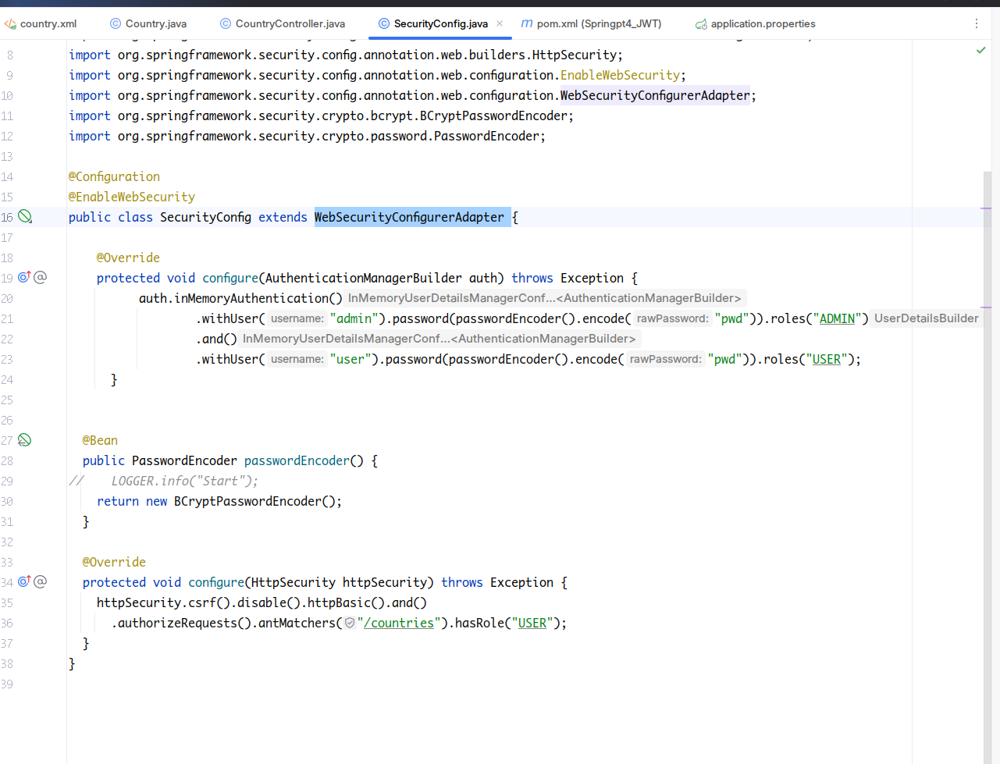 country.xml Country.java CountryController.java SecurityConfig.java × pom.xml (Springpt4_JWT) application.properties
8 import org.springframework.security.config.annotation.web.builders.HttpSecurity;
9 import org.springframework.security.config.annotation.web.configuration.EnableWebSecurity;
10 import org.springframework.security.config.annotation.web.configuration.WebSecurityConfigurerAdapter;
11 import org.springframework.security.crypto.bcrypt.BCryptPasswordEncoder;
12 import org.springframework.security.crypto.password.PasswordEncoder;
13
14 @Configuration
15 @EnableWebSecurity
16 public class SecurityConfig extends WebSecurityConfigurerAdapter {
17
18 @Override
19 protected void configure(AuthenticationManagerBuilder auth) throws Exception {
20 auth.inMemoryAuthentication() InMemoryUserDetailsManagerConf...<AuthenticationManagerBuilder>
21 .withUser( username: "admin").password(passwordEncoder().encode( rawPassword: "pwd")).roles("ADMIN") UserDetailsBuilder
22 .and() InMemoryUserDetailsManagerConf...<AuthenticationManagerBuilder>
23 .withUser( username: "user").password(passwordEncoder().encode( rawPassword: "pwd")).roles("USER");
24 }
25
26
27 @Bean
28 public PasswordEncoder passwordEncoder() {
29 // LOGGER.info("Start");
30 return new BCryptPasswordEncoder();
31 }
32
33 @Override
34 protected void configure(HttpSecurity httpSecurity) throws Exception {
35 httpSecurity.csrf().disable().httpBasic().and()
36 .authorizeRequests().antMatchers("/countries").hasRole("USER");
37 }
38 }
39